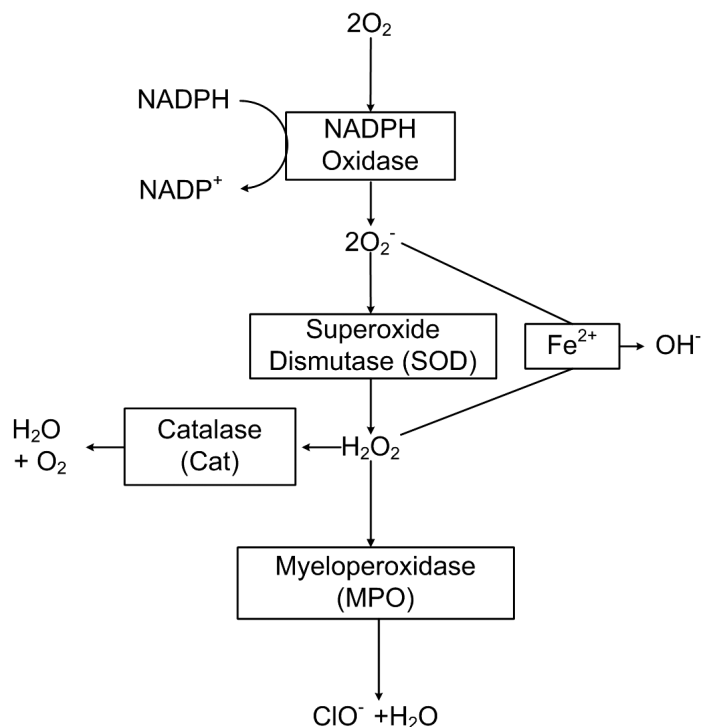 2O₂
NADPH
NADPH
Oxidase
NADP⁺
2O₂⁻
Superoxide
Dismutase (SOD)
Fe²⁺
OH⁻
H₂O
+ O₂
Catalase
(Cat)
H₂O₂
Myeloperoxidase
(MPO)
ClO⁻ +H₂O